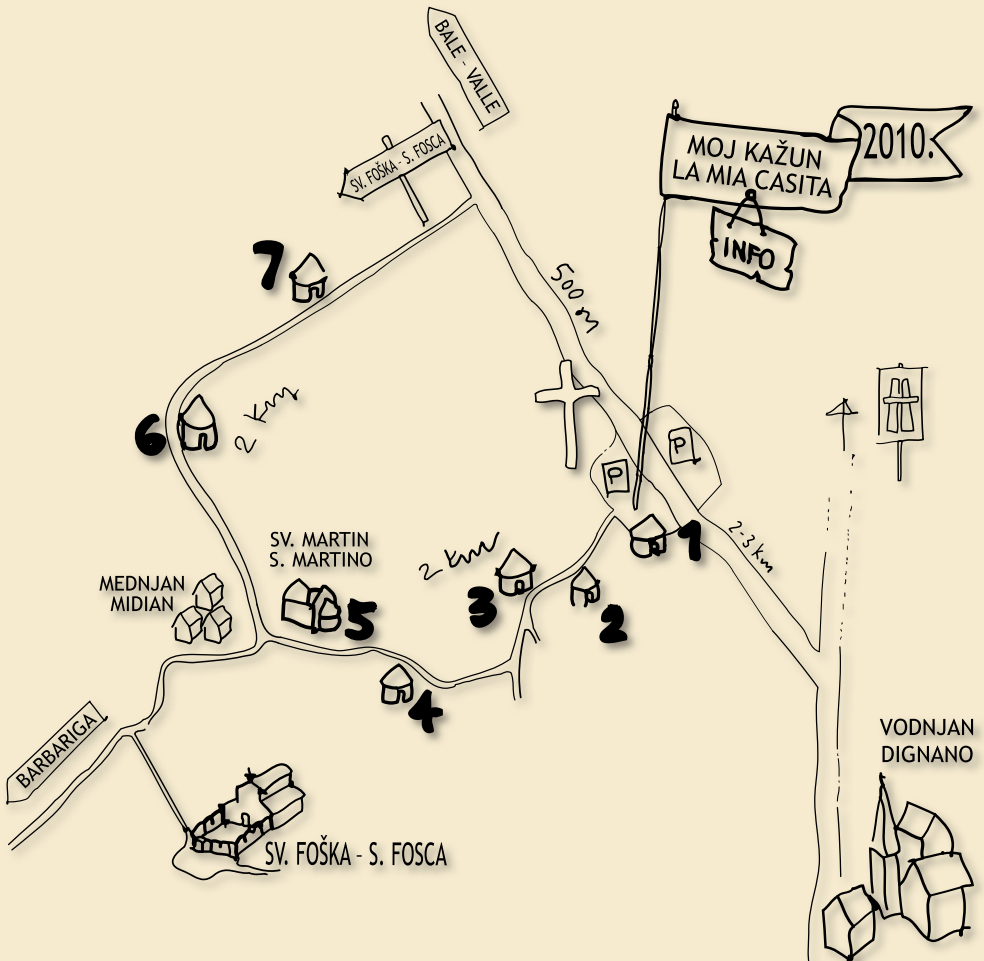 BALE - VALLE
SV. FOŠKA - S. FOSCA
MOJ KAŽUN
LA MIA CASITA
2010.
INFO
7
500 m
6
2 Km
P
P
1
2-3 km
SV. MARTIN
S. MARTINO
2 km
MEDNJAN
MIDIAN
3
5
2
4
BARBARIGA
VODNJAN
DIGNANO
SV. FOŠKA - S. FOSCA